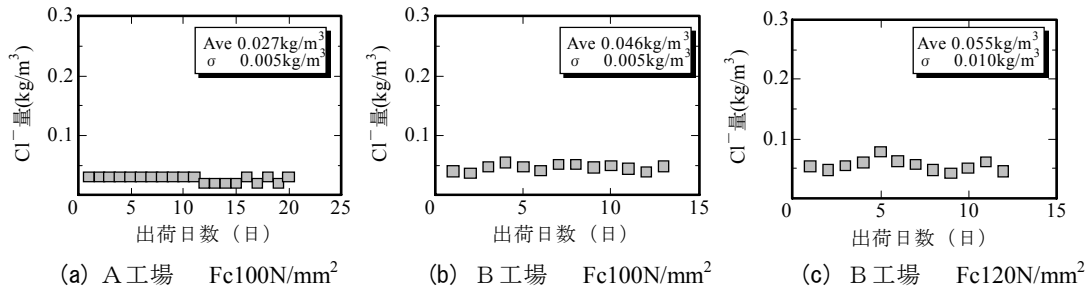 0.3
0.2
0.1
Cl⁻量(kg/m³)
Ave 0.027kg/m³
σ 0.005kg/m³
0 5 10 15 20 25
出荷日数（日）
(a) A工場 Fc100N/mm²
0.3
0.2
0.1
Cl⁻量(kg/m³)
Ave 0.046kg/m³
σ 0.005kg/m³
0 5 10 15
出荷日数（日）
(b) B工場 Fc100N/mm²
0.3
0.2
0.1
Cl⁻量(kg/m³)
Ave 0.055kg/m³
σ 0.010kg/m³
0 5 10 15
出荷日数（日）
(c) B工場 Fc120N/mm²